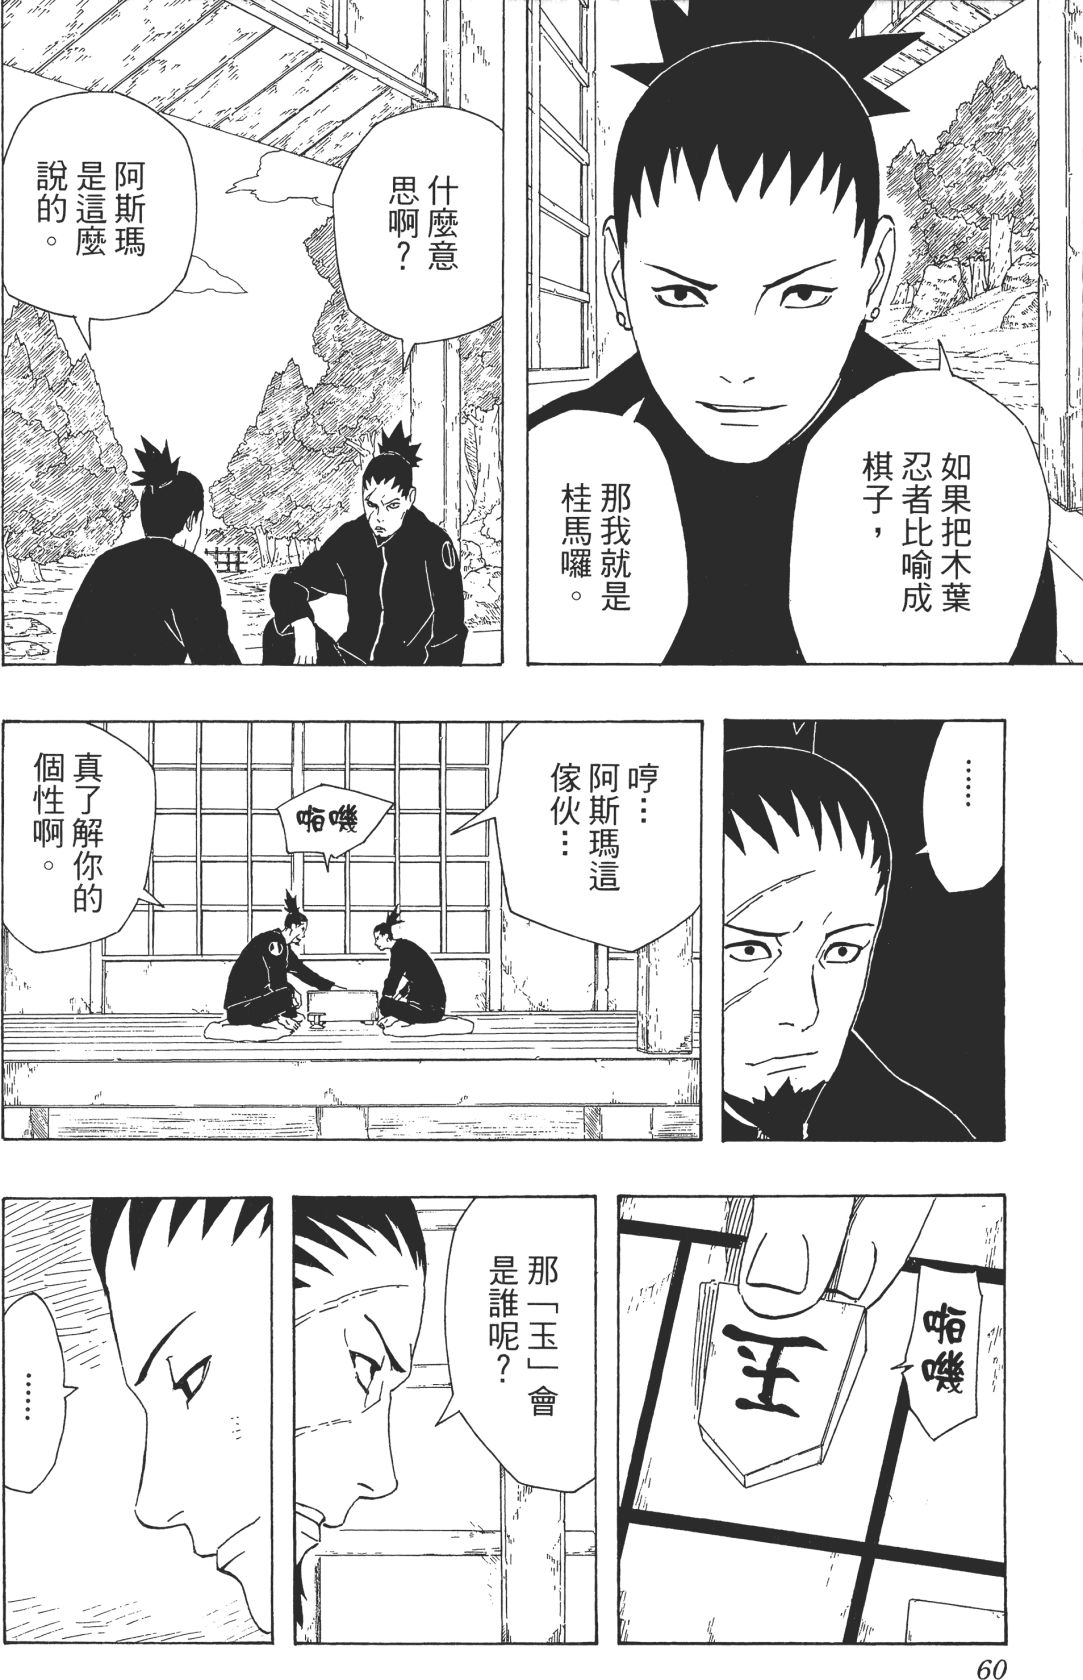 如果把木葉
忍者比喻成
棋子，
那我就是
桂馬囉。
什麼意
思啊？
阿斯瑪
是這麼
說的。
……
哼…
阿斯瑪這
傢伙…
啪嘰
真了解你的
個性啊。
啪嘰
玉
那「玉」會
是誰呢？
……
60